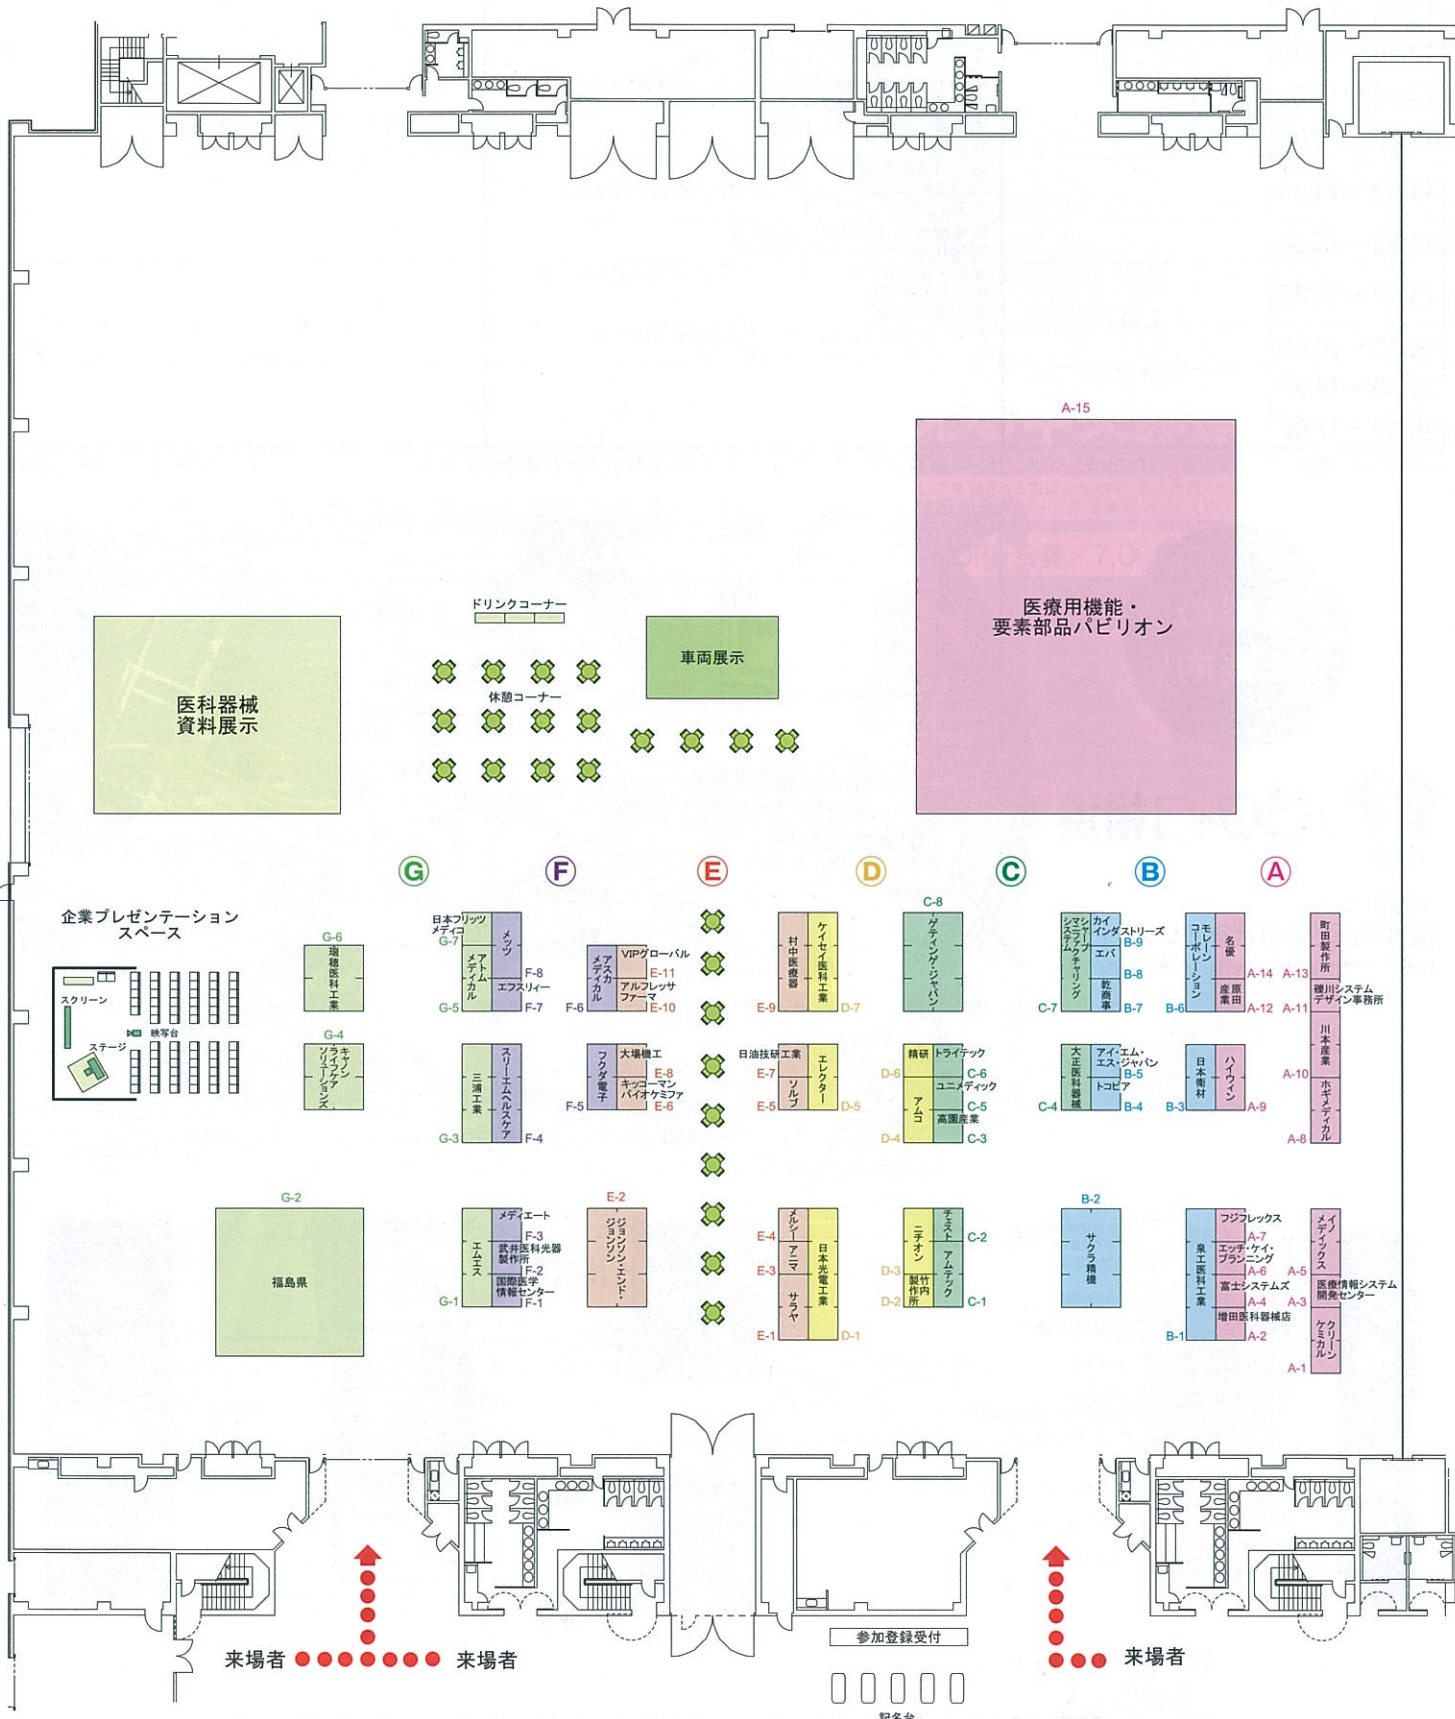 A-15
医療用機能・
要素部品パビリオン
ドリンクコーナー
車両展示
休憩コーナー
医科器械
資料展示
G
F
E
D
C
B
A
企業プレゼンテーション
スペース
スクリーン
映写台
ステージ
G-6
瑞穂医科工業
G-4
キヤノン
ライフケア
ソリューションズ
G-2
福島県
日本フリッツ
メディコ
G-7
アトム
メディカル
G-5
メッツ
F-8
エフスリィー
F-7
三浦工業
G-3
スリーエムヘルスケア
F-4
エムエス
G-1
メディエート
F-3
武井医科光器
製作所
F-2
国際医学
情報センター
F-1
アスカ
メディカル
F-6
VIPグローバル
E-11
アルフレッサ
ファーマ
E-10
フクダ電子
F-5
大場機工
E-8
キッコーマン
バイオケミファ
E-6
E-2
ジョンソン・エンド・
ジョンソン
村中医療器
E-9
ケイセイ医科工業
D-7
日油技研工業
E-7
ソルブ
E-5
エレクター
D-5
メルシー
E-4
アニマ
E-3
サラヤ
E-1
日本光電工業
D-1
C-8
ゲティンゲ・ジャパン
精研
D-6
アムコ
D-4
トライテック
C-6
ユニメディック
C-5
高園産業
C-3
ニチオン
D-3
竹内
製作所
D-2
チェスト
C-2
アムテック
C-1
シャープ
マニファクチャリング
システム
C-7
カイ
インダストリーズ
B-9
エバ
B-8
乾商事
B-7
大正医科器械
C-4
アイ・エム・
エス・ジャパン
B-5
トコピア
B-4
B-2
サクラ精機
モレーン
コーポレーション
B-6
名優
A-14
原田
産業
A-12
日本衛材
B-3
ハイウィン
A-9
泉工医科工業
B-1
フジフレックス
A-7
エッチ・ケイ・
プランニング
A-6
富士システムズ
A-4
増田医科器械店
A-2
町田製作所
A-13
礫川システム
デザイン事務所
A-11
川本産業
A-10
ホギメディカル
A-8
イノ
メディックス
A-5
医療情報システム
開発センター
A-3
クリーン
ケミカル
A-1
来場者
来場者
参加登録受付
来場者
記名台